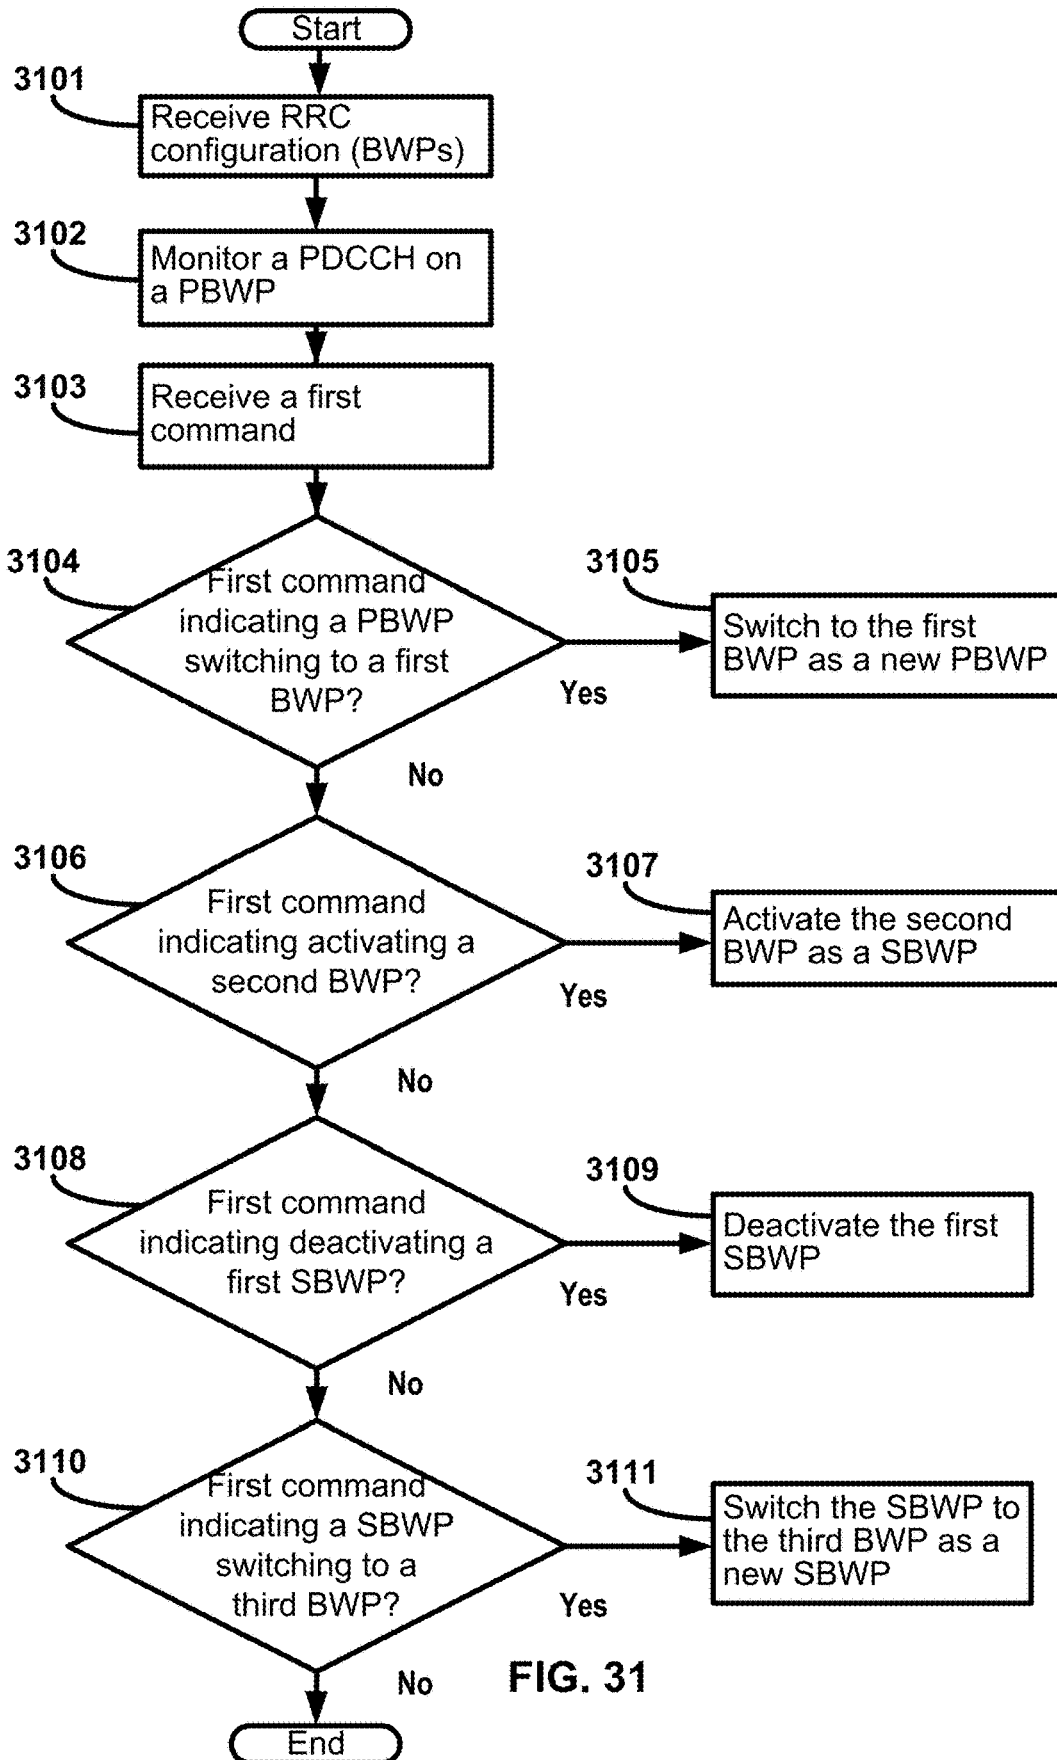 Start
3101
Receive RRC
configuration (BWPs)
3102
Monitor a PDCCH on
a PBWP
3103
Receive a first
command
3104
First command
indicating a PBWP
switching to a first
BWP?
Yes
No
3105
Switch to the first
BWP as a new PBWP
3106
First command
indicating activating a
second BWP?
Yes
No
3107
Activate the second
BWP as a SBWP
3108
First command
indicating deactivating a
first SBWP?
Yes
No
3109
Deactivate the first
SBWP
3110
First command
indicating a SBWP
switching to a
third BWP?
Yes
No
3111
Switch the SBWP to
the third BWP as a
new SBWP
FIG. 31
End